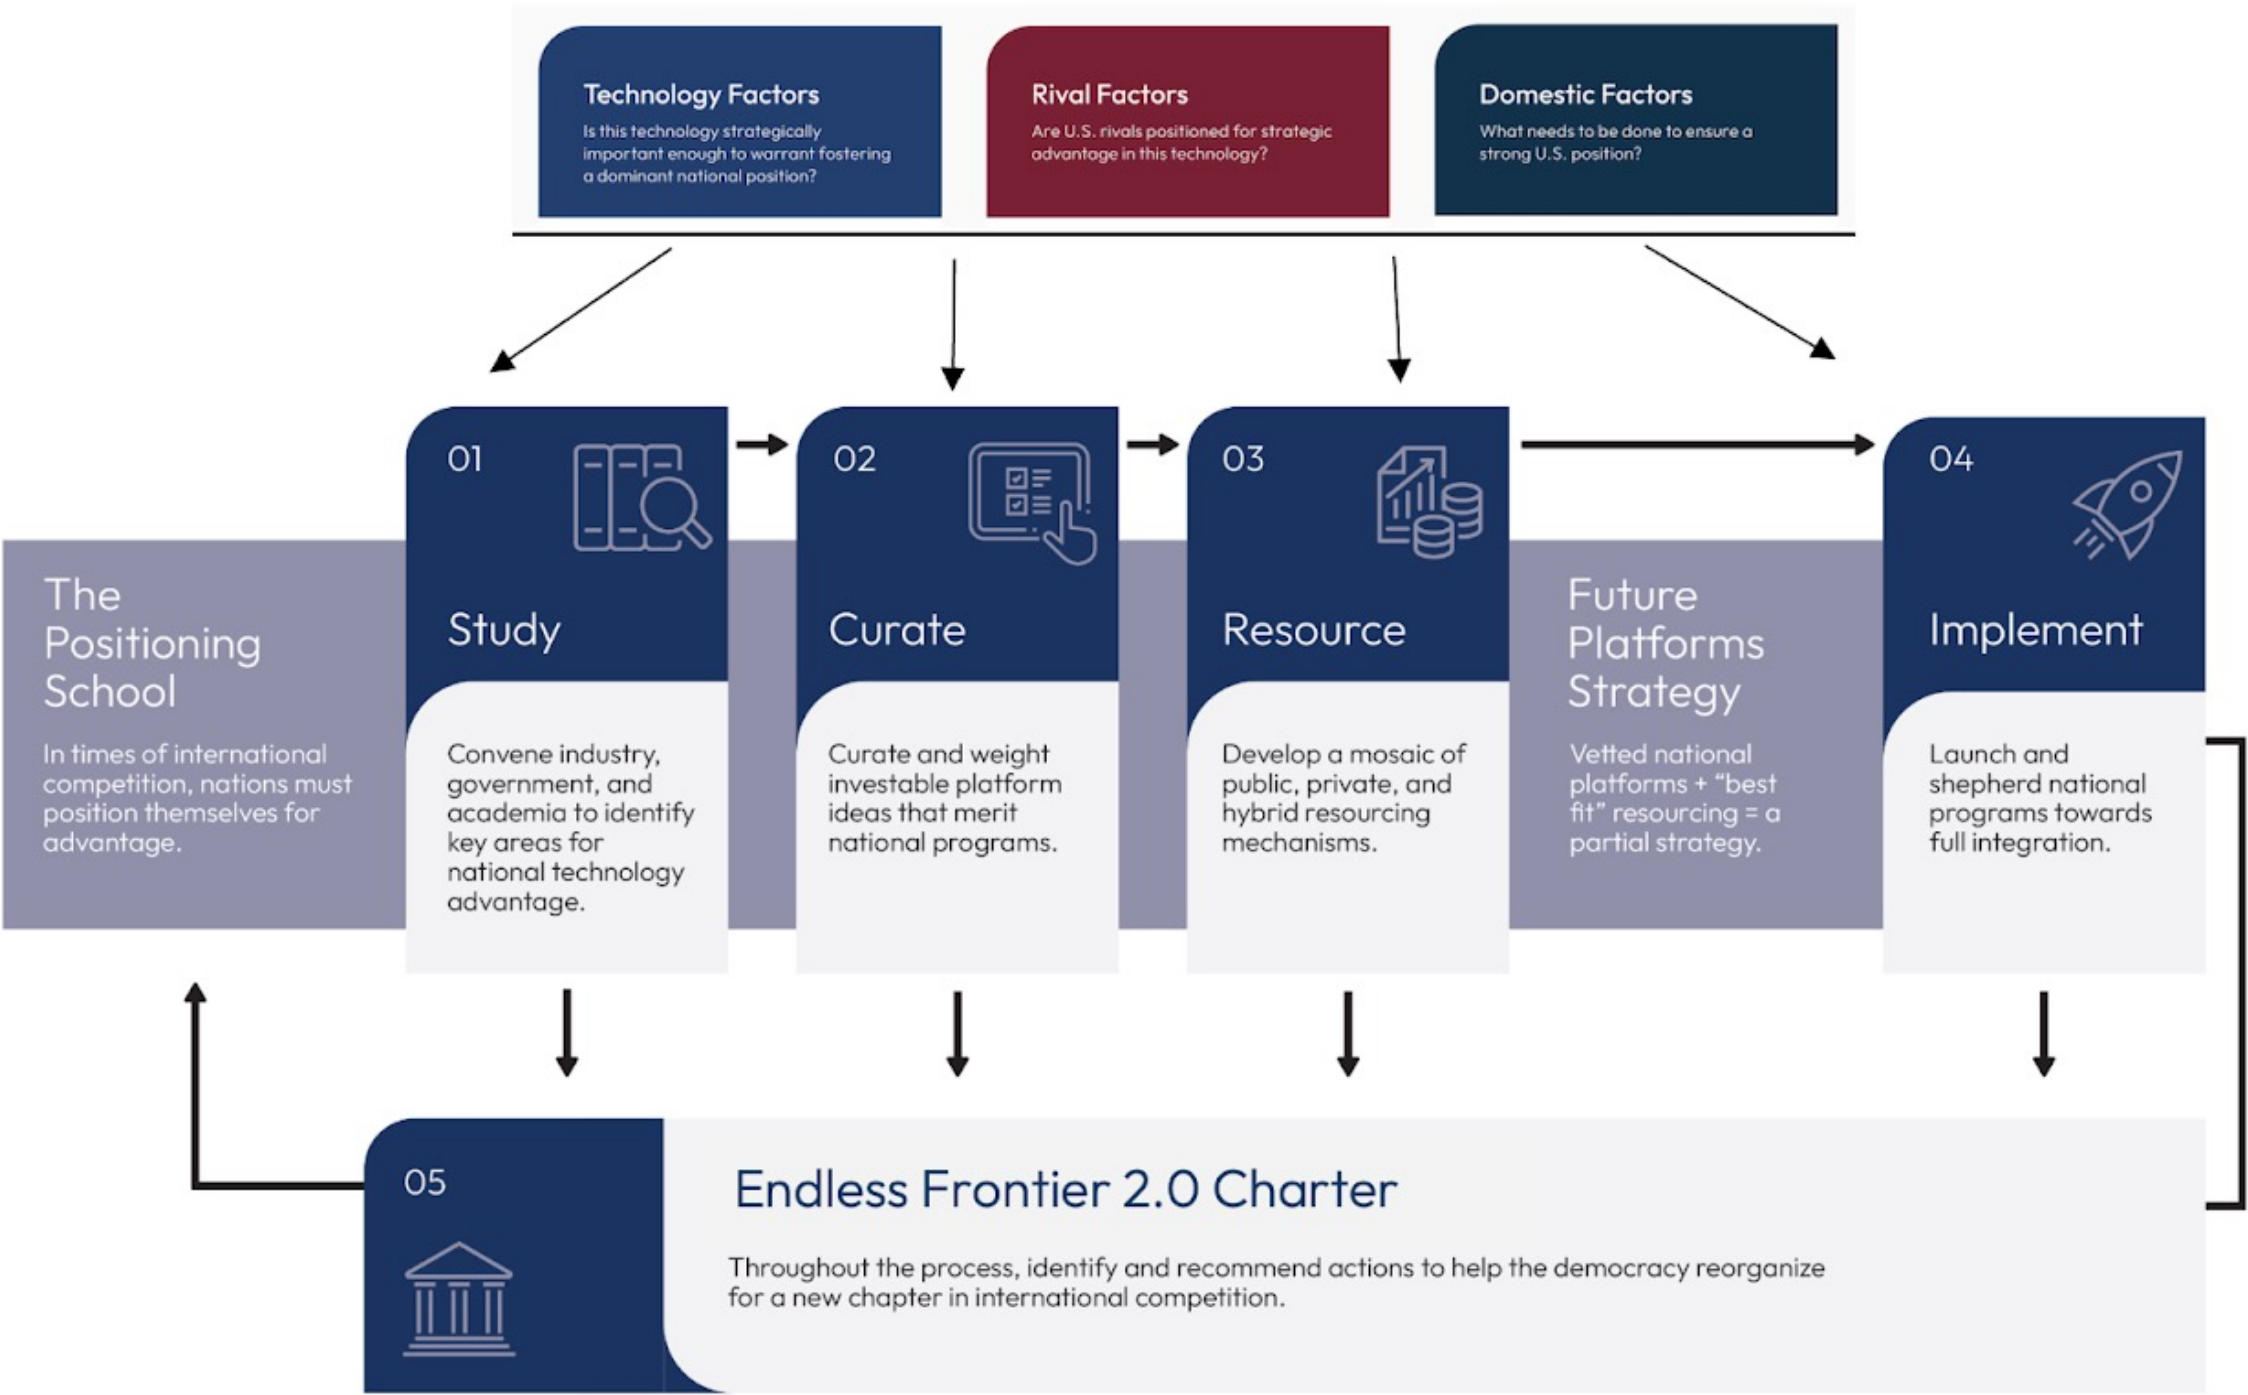 Technology Factors
Is this technology strategically
important enough to warrant fostering
a dominant national position?
Rival Factors
Are U.S. rivals positioned for strategic
advantage in this technology?
Domestic Factors
What needs to be done to ensure a
strong U.S. position?
The
Positioning
School
In times of international
competition, nations must
position themselves for
advantage.
01
Study
Convene industry,
government, and
academia to identify
key areas for
national technology
advantage.
02
Curate
Curate and weight
investable platform
ideas that merit
national programs.
03
Resource
Develop a mosaic of
public, private, and
hybrid resourcing
mechanisms.
Future
Platforms
Strategy
Vetted national
platforms + “best
fit” resourcing = a
partial strategy.
04
Implement
Launch and
shepherd national
programs towards
full integration.
05
Endless Frontier 2.0 Charter
Throughout the process, identify and recommend actions to help the democracy reorganize
for a new chapter in international competition.